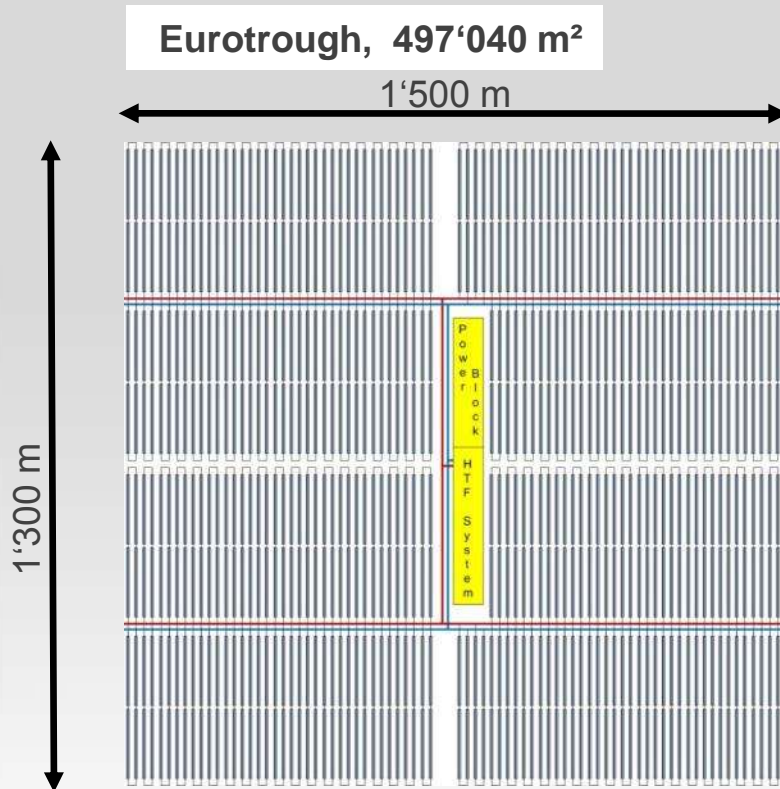 Eurotrough, 497‘040 m²
1‘500 m
1‘300 m
Power
Block
HTF System